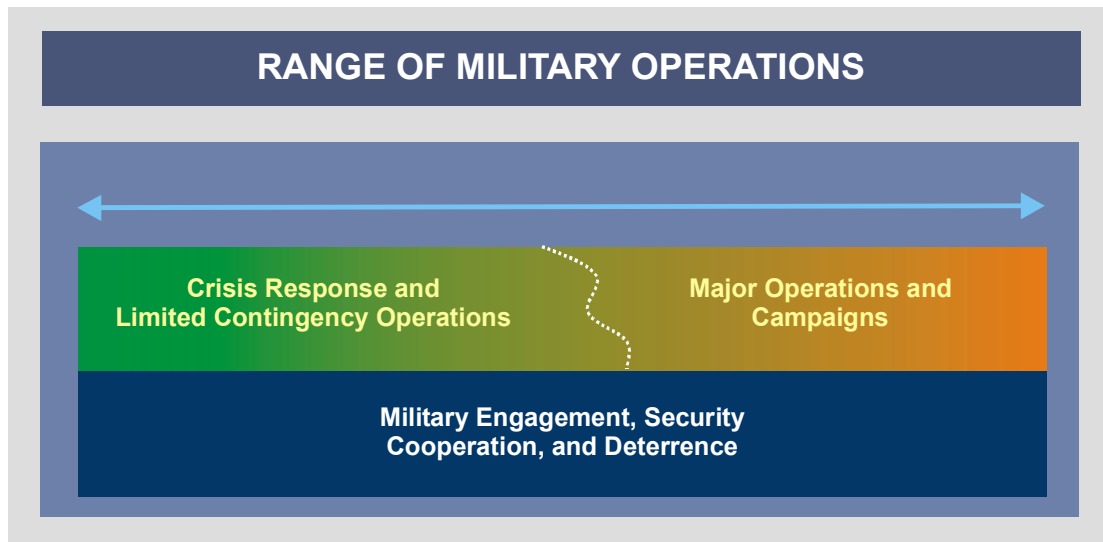 RANGE OF MILITARY OPERATIONS
Crisis Response and
Limited Contingency Operations
Major Operations and
Campaigns
Military Engagement, Security
Cooperation, and Deterrence